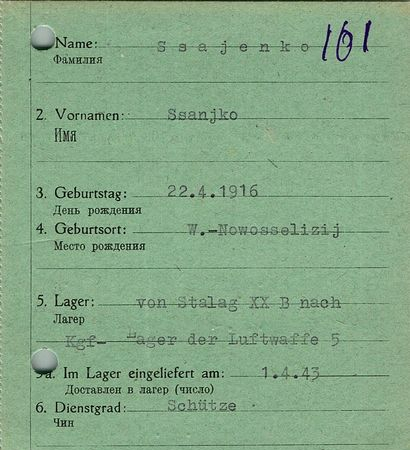 Name: Ssajenko 161
Фамилия
2. Vornamen: Ssanjko
Имя
3. Geburtstag: 22.4.1916
День рождения
4. Geburtsort: W.-Nowosselizij
Место рождения
5. Lager: von Stalag XX B nach
Лагер
Kgf- Lager der Luftwaffe 5
5a. Im Lager eingeliefert am: 1.4.43
Доставлен в лагер (число)
6. Dienstgrad: Schütze
Чин